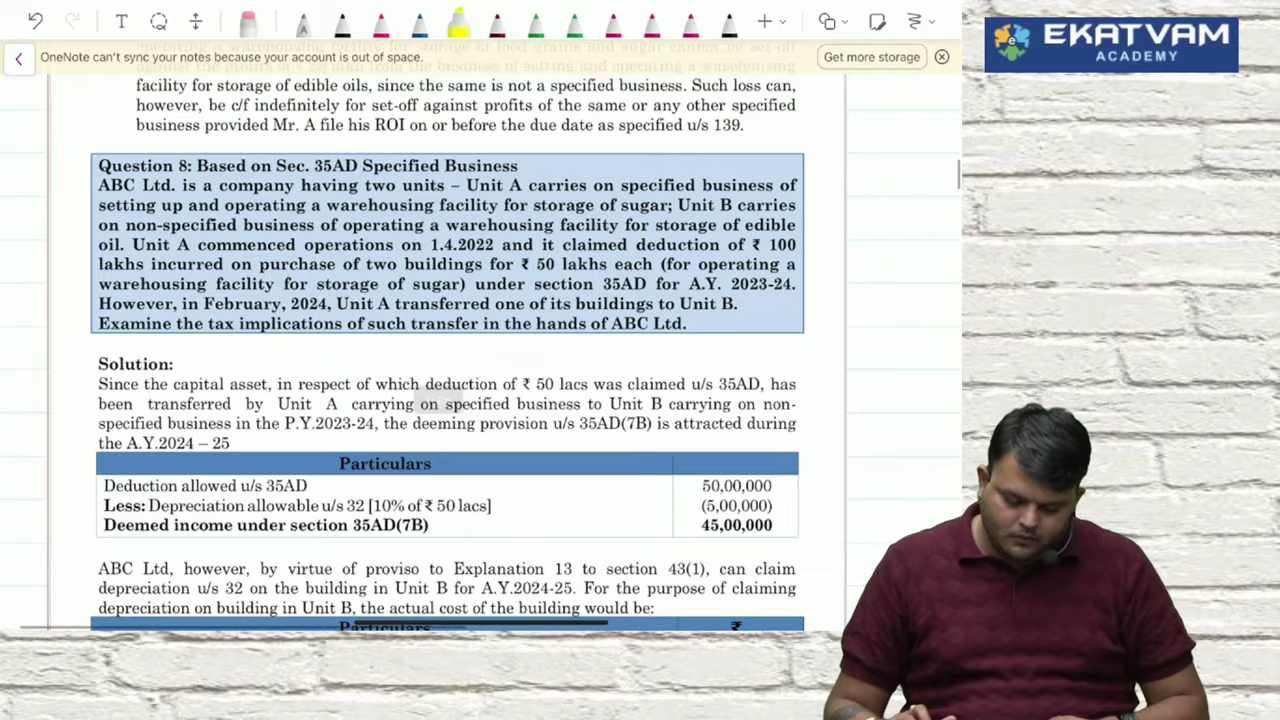 EKATVAM
ACADEMY
OneNote can't sync your notes because your account is out of space.
Get more storage
operating a warehousing facility for storage of food grains and sugar cannot be set-off
facility for storage of edible oils, since the same is not a specified business. Such loss can,
however, be c/f indefinitely for set-off against profits of the same or any other specified
business provided Mr. A file his ROI on or before the due date as specified u/s 139.
Question 8: Based on Sec. 35AD Specified Business
ABC Ltd. is a company having two units – Unit A carries on specified business of
setting up and operating a warehousing facility for storage of sugar; Unit B carries
on non-specified business of operating a warehousing facility for storage of edible
oil. Unit A commenced operations on 1.4.2022 and it claimed deduction of ₹ 100
lakhs incurred on purchase of two buildings for ₹ 50 lakhs each (for operating a
warehousing facility for storage of sugar) under section 35AD for A.Y. 2023-24.
However, in February, 2024, Unit A transferred one of its buildings to Unit B.
Examine the tax implications of such transfer in the hands of ABC Ltd.
Solution:
Since the capital asset, in respect of which deduction of ₹ 50 lacs was claimed u/s 35AD, has
been transferred by Unit A carrying on specified business to Unit B carrying on non-
specified business in the P.Y.2023-24, the deeming provision u/s 35AD(7B) is attracted during
the A.Y.2024 – 25
Particulars
Deduction allowed u/s 35AD 50,00,000
Less: Depreciation allowable u/s 32 [10% of ₹ 50 lacs] (5,00,000)
Deemed income under section 35AD(7B) 45,00,000
ABC Ltd, however, by virtue of proviso to Explanation 13 to section 43(1), can claim
depreciation u/s 32 on the building in Unit B for A.Y.2024-25. For the purpose of claiming
depreciation on building in Unit B, the actual cost of the building would be:
Particulars ₹